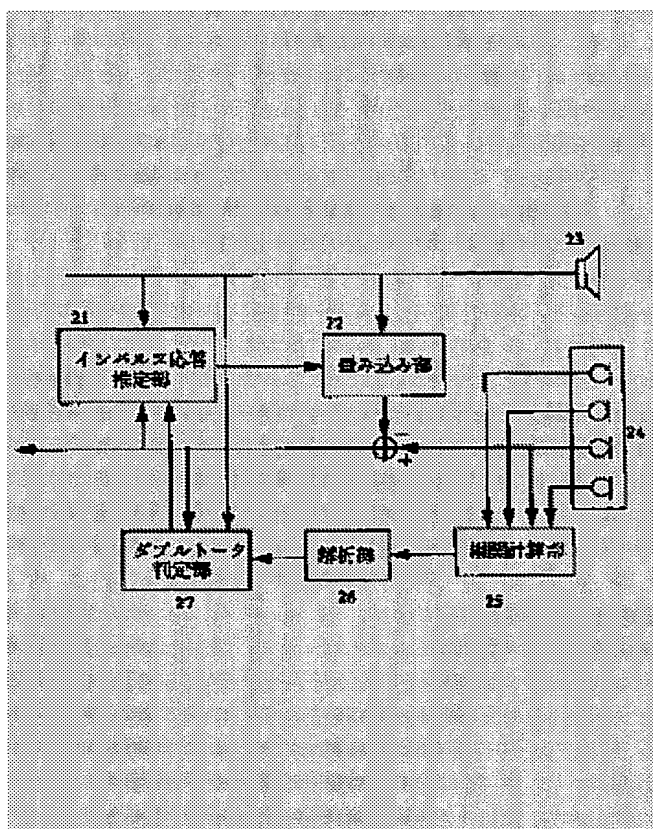 23
21
22
インパルス応答
推定部
畳み込み部
24
−
+
ダブルトーク
判定部
解析部
相関計算部
27
26
25